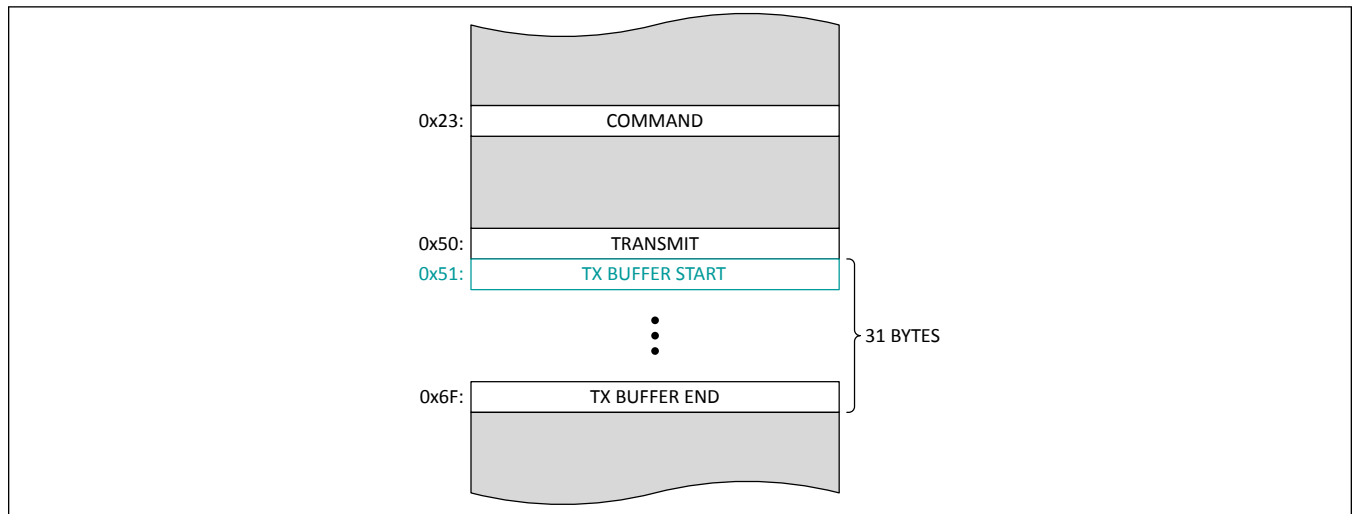 0x23: COMMAND
0x50: TRANSMIT
0x51: TX BUFFER START
31 BYTES
0x6F: TX BUFFER END